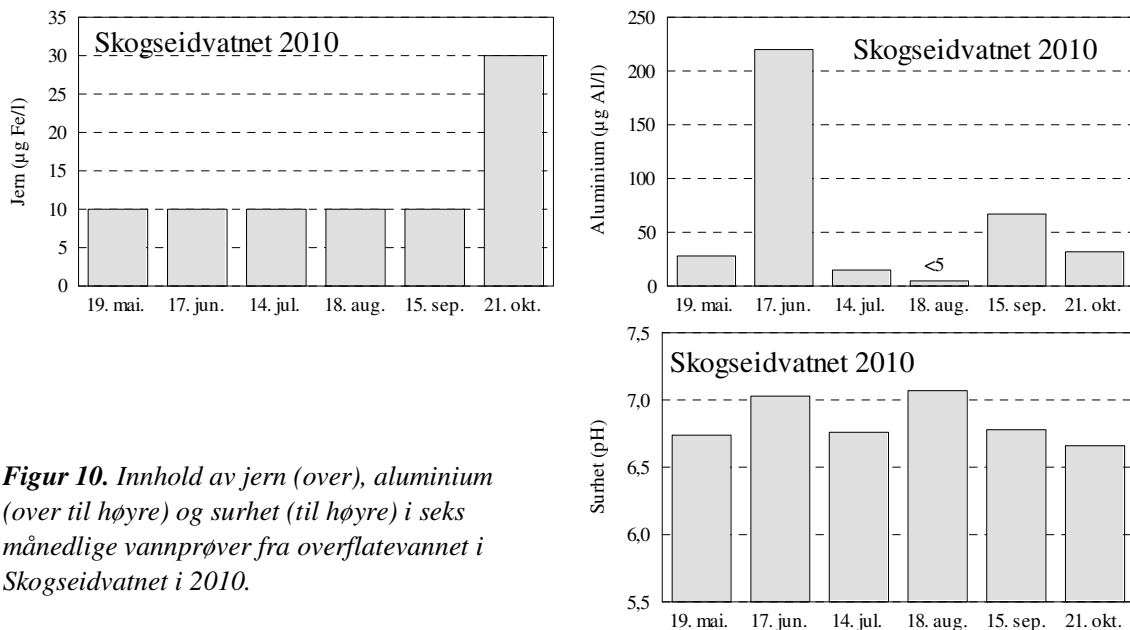 Skogseidvatnet 2010
Jern (µg Fe/l)
35
30
25
20
15
10
5
0
19. mai. 17. jun. 14. jul. 18. aug. 15. sep. 21. okt.
Skogseidvatnet 2010
Aluminium (µg Al/l)
250
200
150
100
50
0
<5
19. mai. 17. jun. 14. jul. 18. aug. 15. sep. 21. okt.
Skogseidvatnet 2010
Surhet (pH)
7,5
7,0
6,5
6,0
5,5
19. mai. 17. jun. 14. jul. 18. aug. 15. sep. 21. okt.
Figur 10. Innhold av jern (over), aluminium
(over til høyre) og surhet (til høyre) i seks
månedlige vannprøver fra overflatevannet i
Skogseidvatnet i 2010.